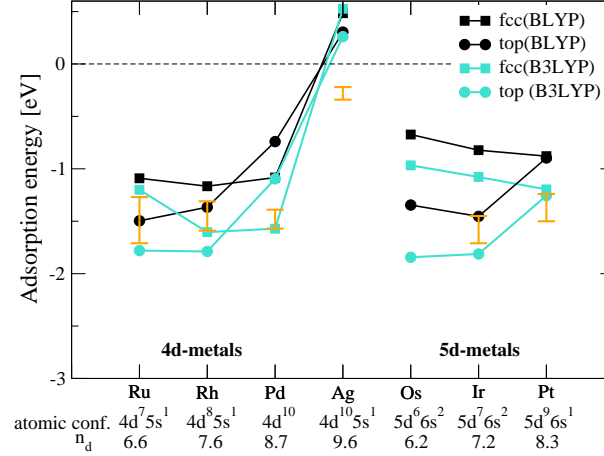 fcc(BLYP)
top(BLYP)
fcc(B3LYP)
top (B3LYP)
Adsorption energy [eV]
0
-1
-2
-3
4d-metals 5d-metals
Ru Rh Pd Ag Os Ir Pt
atomic conf. 4d⁷5s¹ 4d⁸5s¹ 4d¹⁰ 4d¹⁰5s¹ 5d⁶6s² 5d⁷6s² 5d⁹6s¹
n_d 6.6 7.6 8.7 9.6 6.2 7.2 8.3